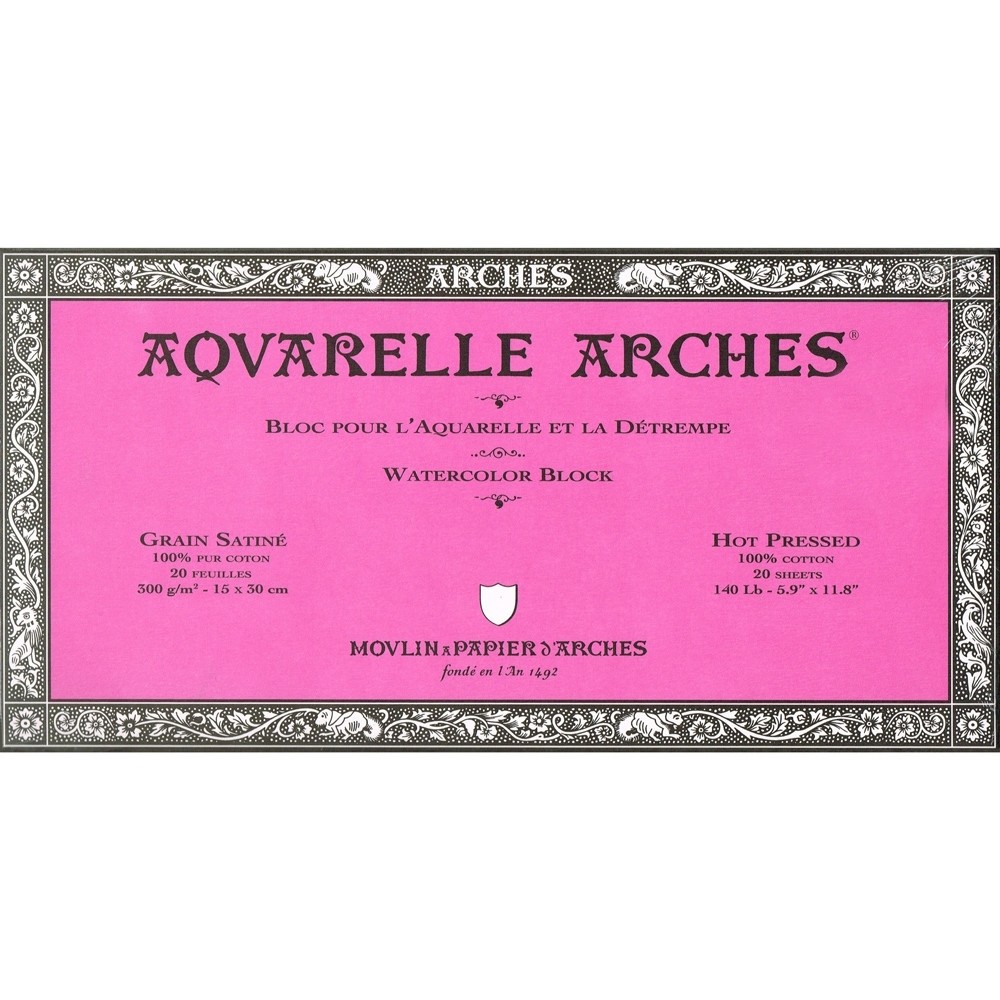 ARCHES
AQVARELLE ARCHES®
BLOC POUR L'AQUARELLE ET LA DÉTREMPE
WATERCOLOR BLOCK
GRAIN SATINÉ
100% PUR COTON
20 FEUILLES
300 g/m² - 15 x 30 cm
HOT PRESSED
100% COTTON
20 SHEETS
140 Lb - 5.9” x 11.8”
MOVLIN A PAPIER D'ARCHES
fondé en l'An 1492